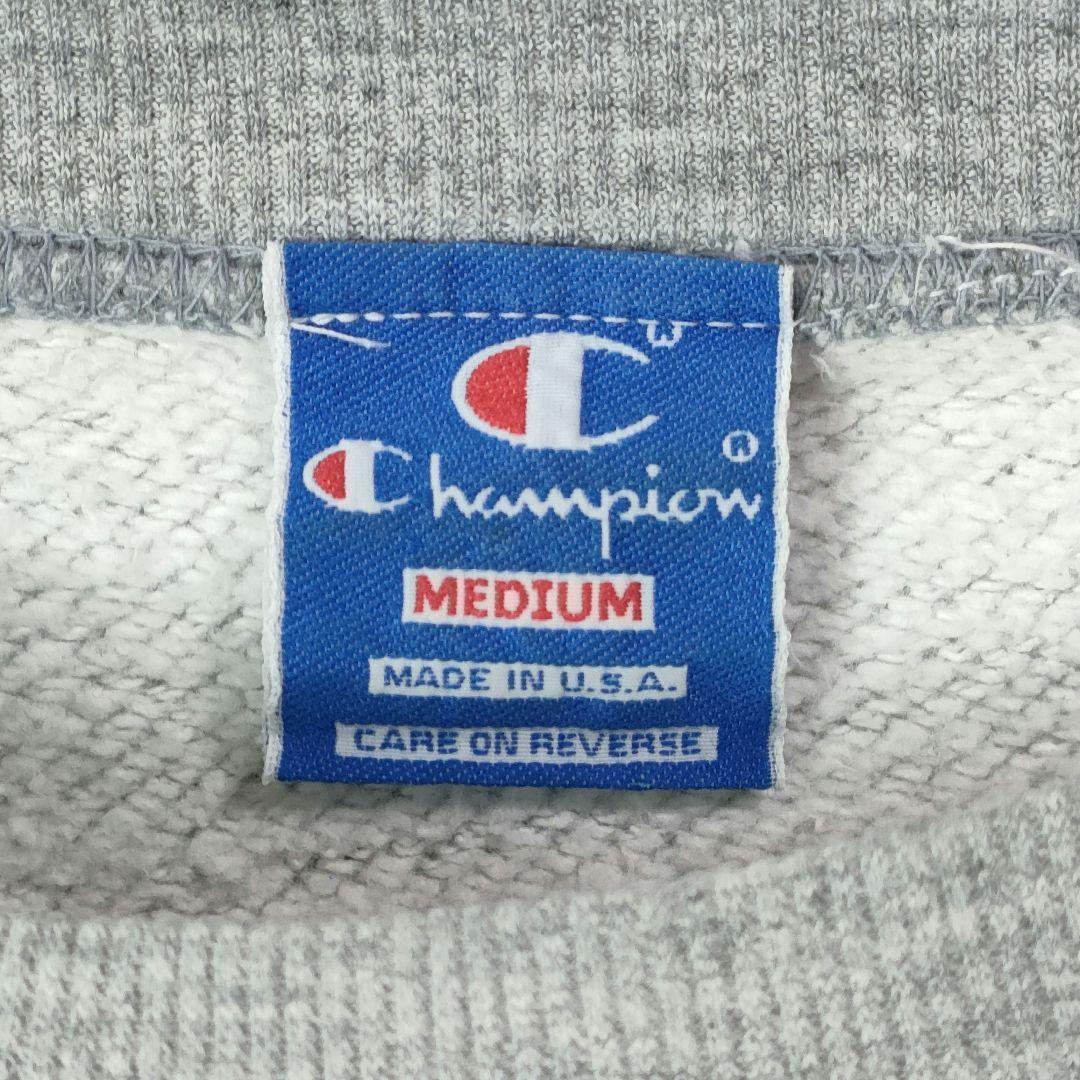 Champion
MEDIUM
MADE IN U.S.A.
CARE ON REVERSE